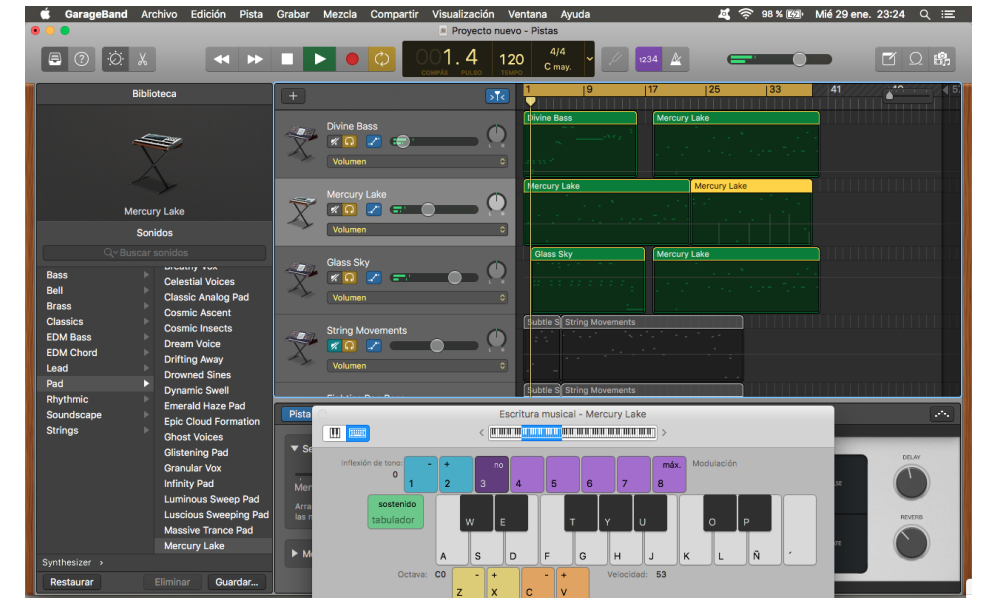 GarageBand Archivo Edición Pista Grabar Mezcla Compartir Visualización Ventana Ayuda 98 % Mié 29 ene. 23:24
Proyecto nuevo - Pistas
001.4 120 4/4
C may.
COMPÁS PULSO TEMPO
1234
Biblioteca
1 9 17 25 33 41
Mercury Lake
Sonidos
Buscar sonidos
Bass
Bell
Brass
Classics
EDM Bass
EDM Chord
Lead
Pad
Rhythmic
Soundscape
Strings
Breathy Vox
Celestial Voices
Classic Analog Pad
Cosmic Ascent
Cosmic Insects
Dream Voice
Drifting Away
Drowned Sines
Dynamic Swell
Emerald Haze Pad
Epic Cloud Formation
Ghost Voices
Glistening Pad
Granular Vox
Infinity Pad
Luminous Sweep Pad
Luscious Sweeping Pad
Massive Trance Pad
Mercury Lake
Synthesizer
Restaurar Eliminar Guardar...
Divine Bass
Volumen
Mercury Lake
Volumen
Glass Sky
Volumen
String Movements
Volumen
Divine Bass Mercury Lake
Mercury Lake Mercury Lake
Glass Sky Mercury Lake
Subtle S String Movements
Subtle S String Movements
Pista
Escritura musical - Mercury Lake
Inflexión de tono:
0
- + no máx. Modulación
1 2 3 4 5 6 7 8
sostenido
tabulador
W E T Y U O P
A S D F G H J K L Ñ ´
Octava: C0 - + - + Velocidad: 53
Z X C V
DELAY
REVERB